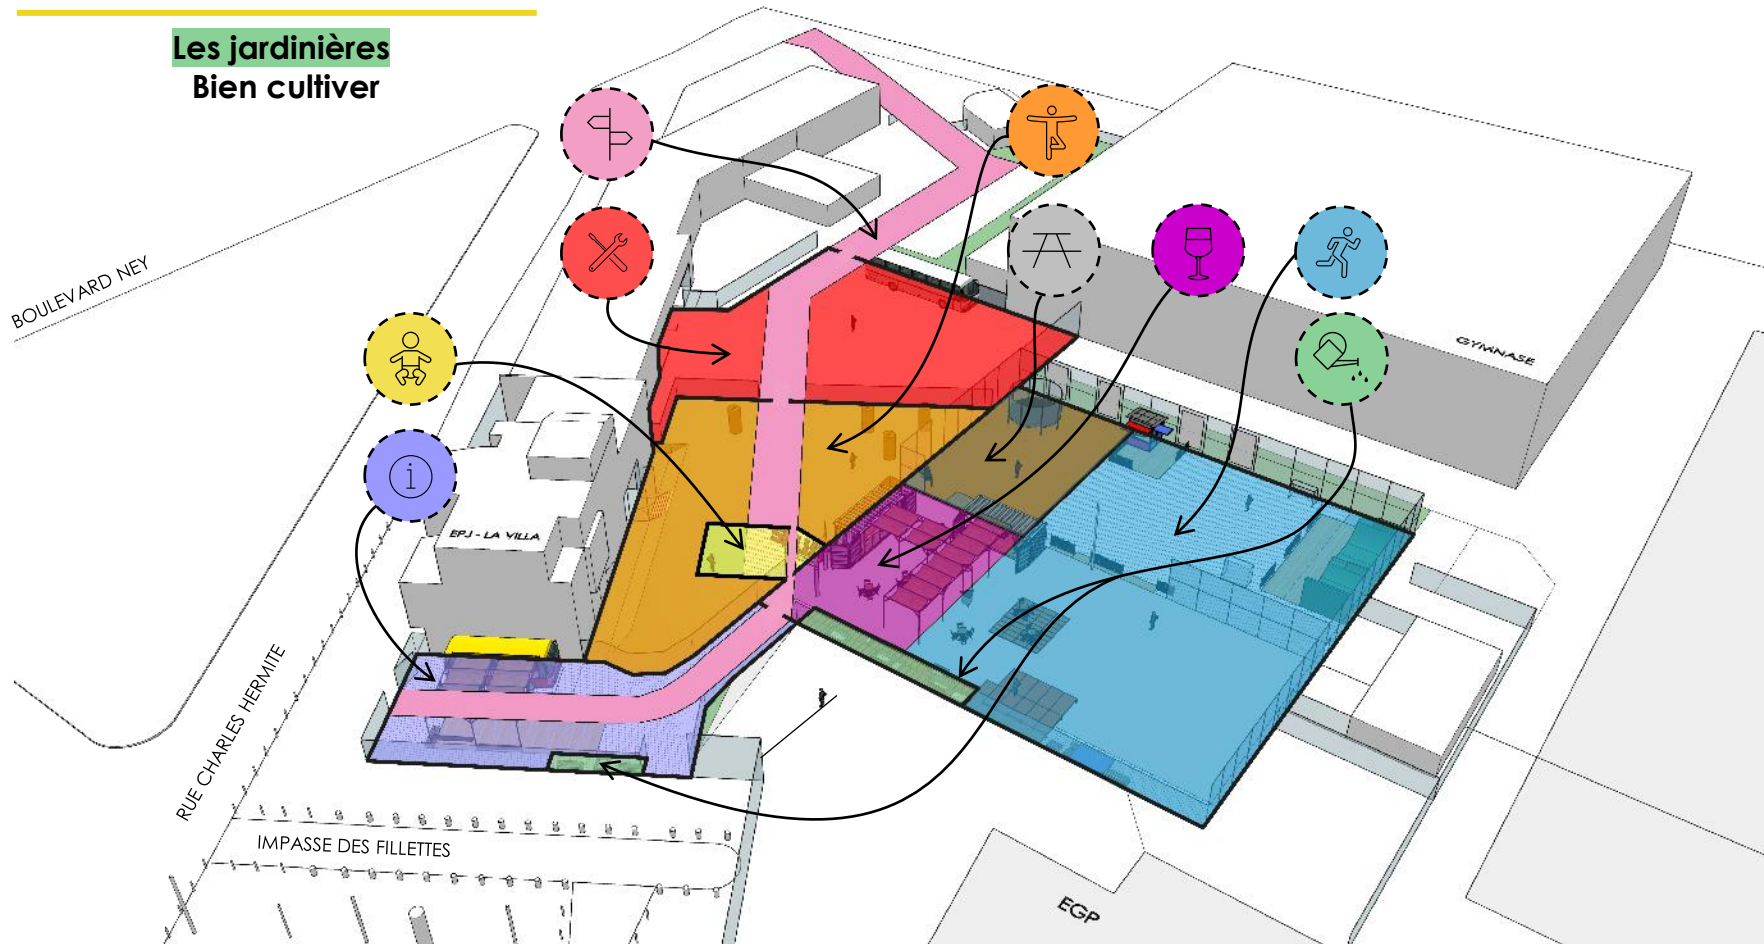 Les jardinières
Bien cultiver
BOULEVARD NEY
GYMNASE
i
EPJ - LA VILLA
RUE CHARLES HERMITE
IMPASSE DES FILLETTES
EGP